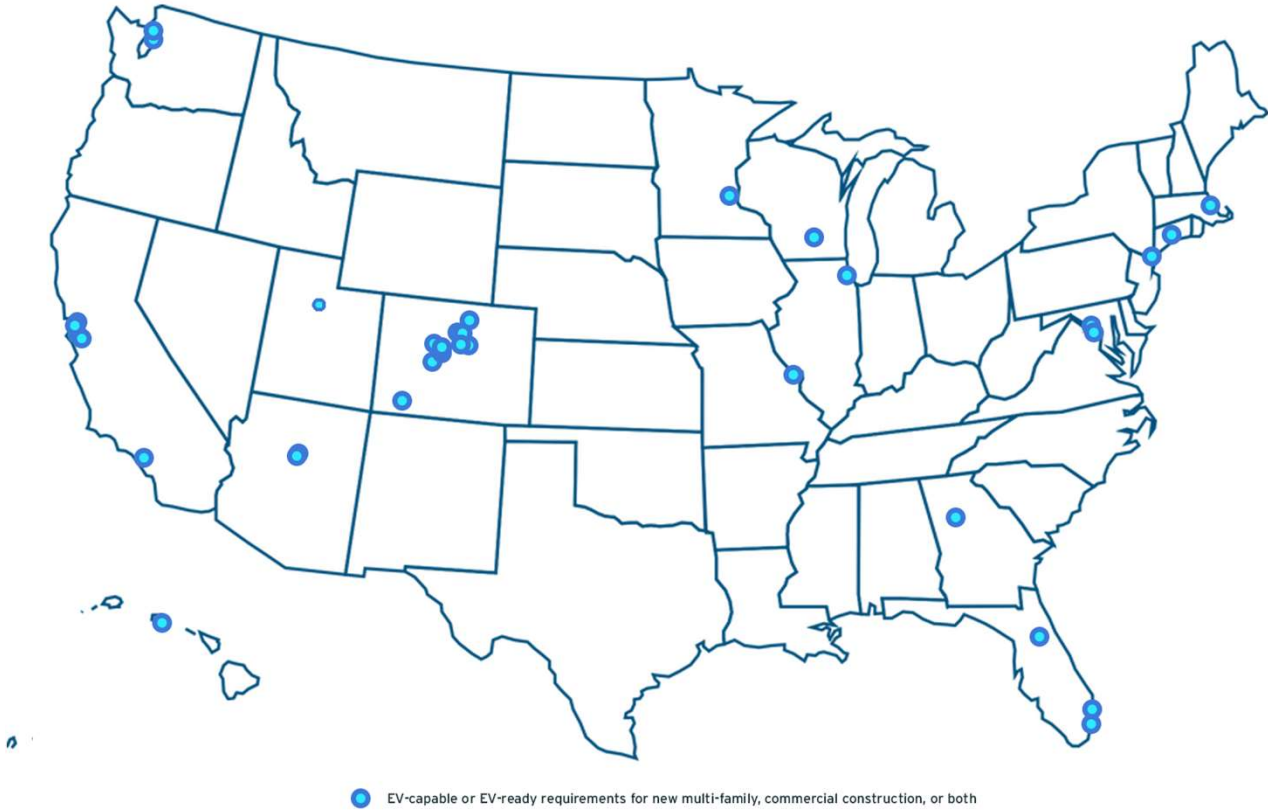 EV-capable or EV-ready requirements for new multi-family, commercial construction, or both